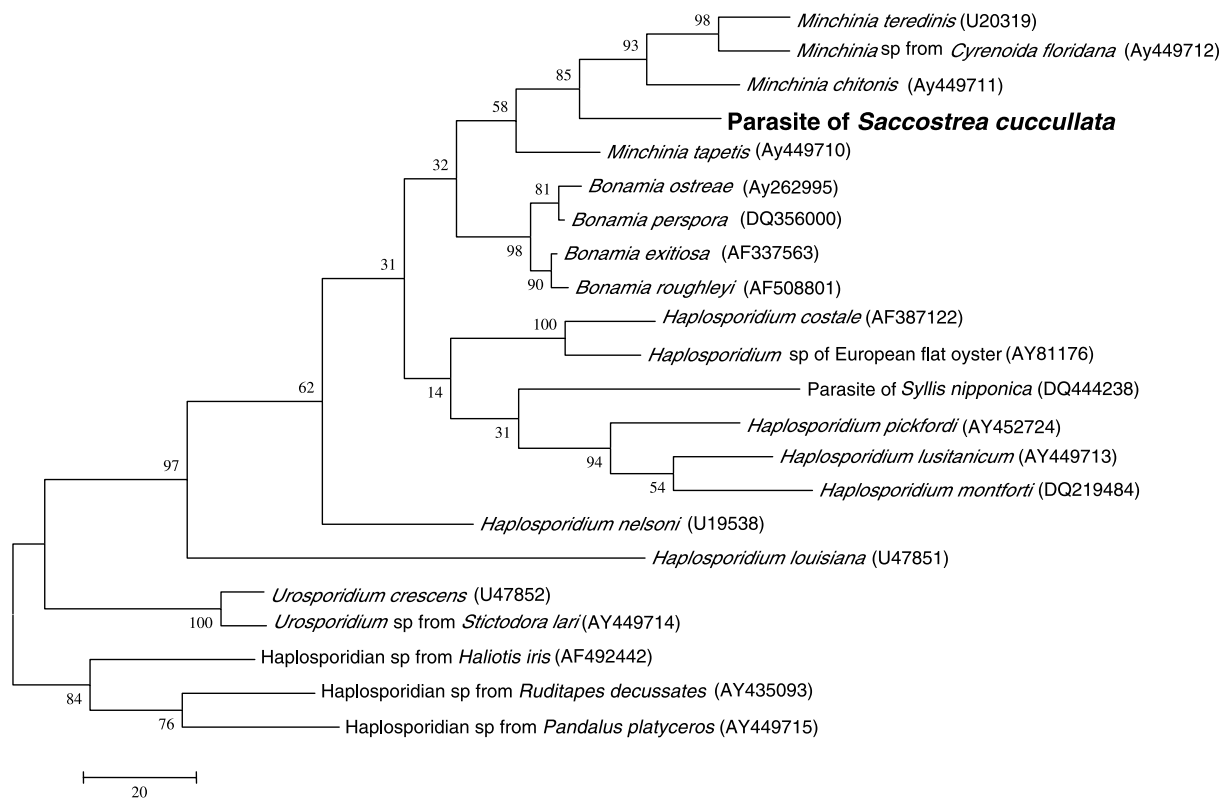 98
Minchinia teredinis (U20319)
93
Minchinia sp from Cyrenoida floridana (Ay449712)
85
Minchinia chitonis (Ay449711)
58
Parasite of Saccostrea cuccullata
Minchinia tapetis (Ay449710)
32
81
Bonamia ostreae (Ay262995)
Bonamia perspora (DQ356000)
98
Bonamia exitiosa (AF337563)
31
90
Bonamia roughleyi (AF508801)
100
Haplosporidium costale (AF387122)
Haplosporidium sp of European flat oyster (AY81176)
62
14
Parasite of Syllis nipponica (DQ444238)
31
Haplosporidium pickfordi (AY452724)
94
Haplosporidium lusitanicum (AY449713)
97
54
Haplosporidium montforti (DQ219484)
Haplosporidium nelsoni (U19538)
Haplosporidium louisiana (U47851)
Urosporidium crescens (U47852)
100
Urosporidium sp from Stictodora lari (AY449714)
Haplosporidian sp from Haliotis iris (AF492442)
84
Haplosporidian sp from Ruditapes decussates (AY435093)
76
Haplosporidian sp from Pandalus platyceros (AY449715)
20